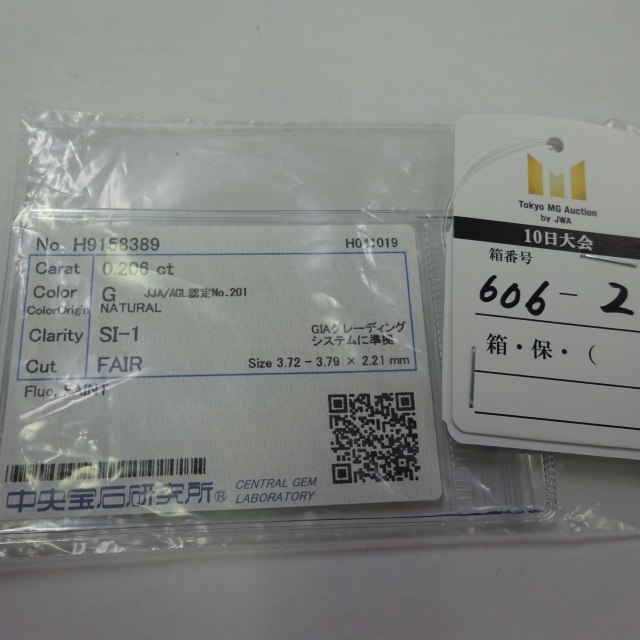 No. H9158389 H041019
Carat 0.206 ct
Color G JJA/AGL認定No.201
ColorOrigin NATURAL
Clarity SI-1 GIAグレーディング
システムに準拠
Cut FAIR Size 3.72 - 3.79 × 2.21 mm
Fluo. FAINT
中央宝石研究所® CENTRAL GEM
LABORATORY
Tokyo MG Auction
by JWA
10日大会
箱番号
606-2
箱・保・(